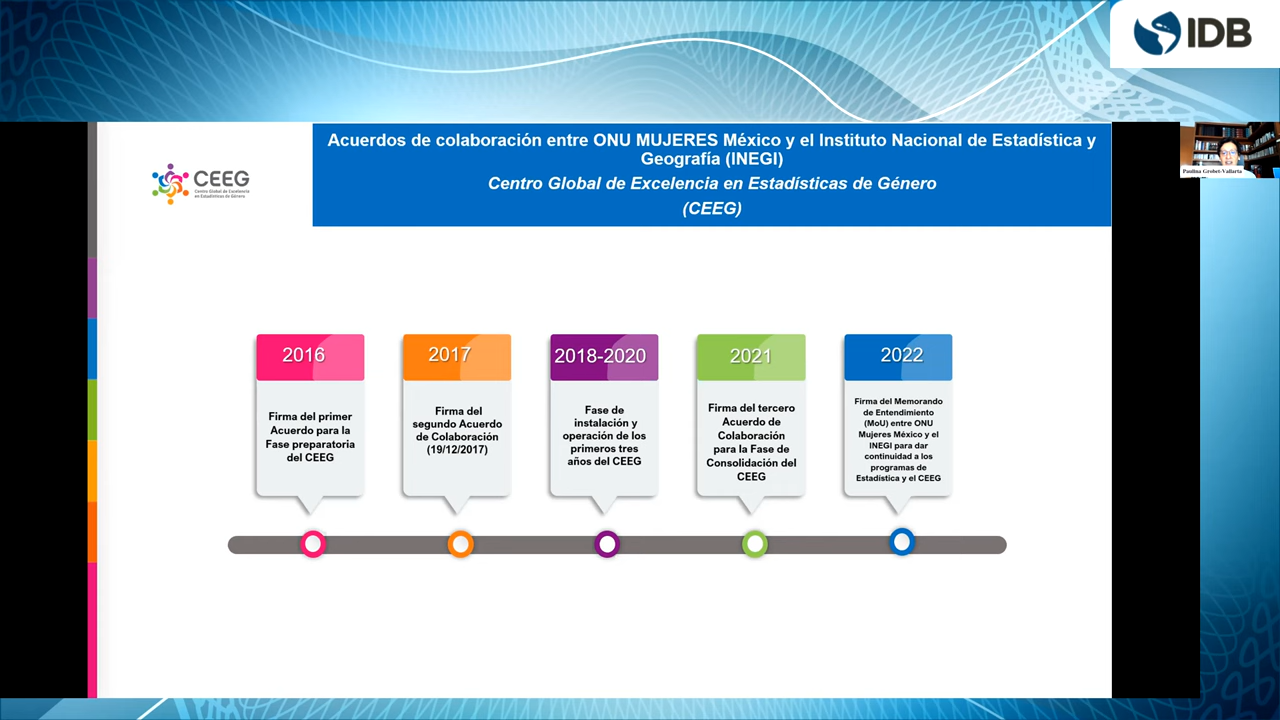 IDB
Acuerdos de colaboración entre ONU MUJERES México y el Instituto Nacional de Estadística y
Geografía (INEGI)
Centro Global de Excelencia en Estadísticas de Género
(CEEG)
CEEG
Centro Global de Excelencia
en Estadísticas de Género
Paulina Grobet-Vallarta
2016
Firma del primer
Acuerdo para la
Fase preparatoria
del CEEG
2017
Firma del
segundo Acuerdo
de Colaboración
(19/12/2017)
2018-2020
Fase de
instalación y
operación de los
primeros tres
años del CEEG
2021
Firma del tercero
Acuerdo de
Colaboración
para la Fase de
Consolidación del
CEEG
2022
Firma del Memorando
de Entendimiento
(MoU) entre ONU
Mujeres México y el
INEGI para dar
continuidad a los
programas de
Estadística y el CEEG